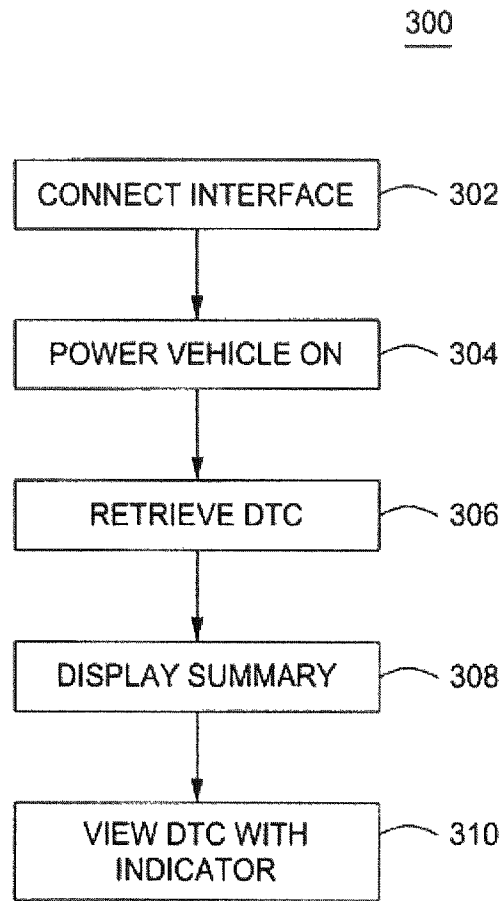 300
CONNECT INTERFACE
302
POWER VEHICLE ON
304
RETRIEVE DTC
306
DISPLAY SUMMARY
308
VIEW DTC WITH
INDICATOR
310